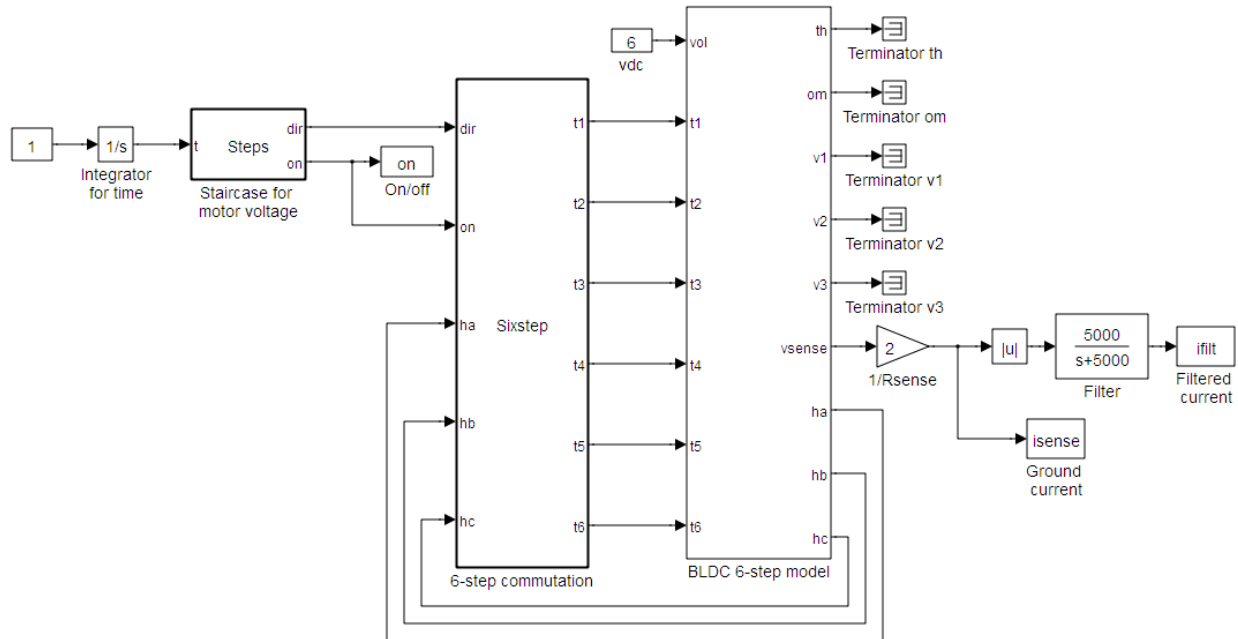 1
1/s
Integrator
for time
t
Steps
dir
on
Staircase for
motor voltage
on
On/off
dir
on
ha
hb
hc
Sixstep
t1
t2
t3
t4
t5
t6
6-step commutation
6
vdc
vol
t1
t2
t3
t4
t5
t6
th
om
v1
v2
v3
vsense
ha
hb
hc
BLDC 6-step model
Terminator th
Terminator om
Terminator v1
Terminator v2
Terminator v3
2
1/Rsense
|u|
5000
s+5000
Filter
ifilt
Filtered
current
isense
Ground
current